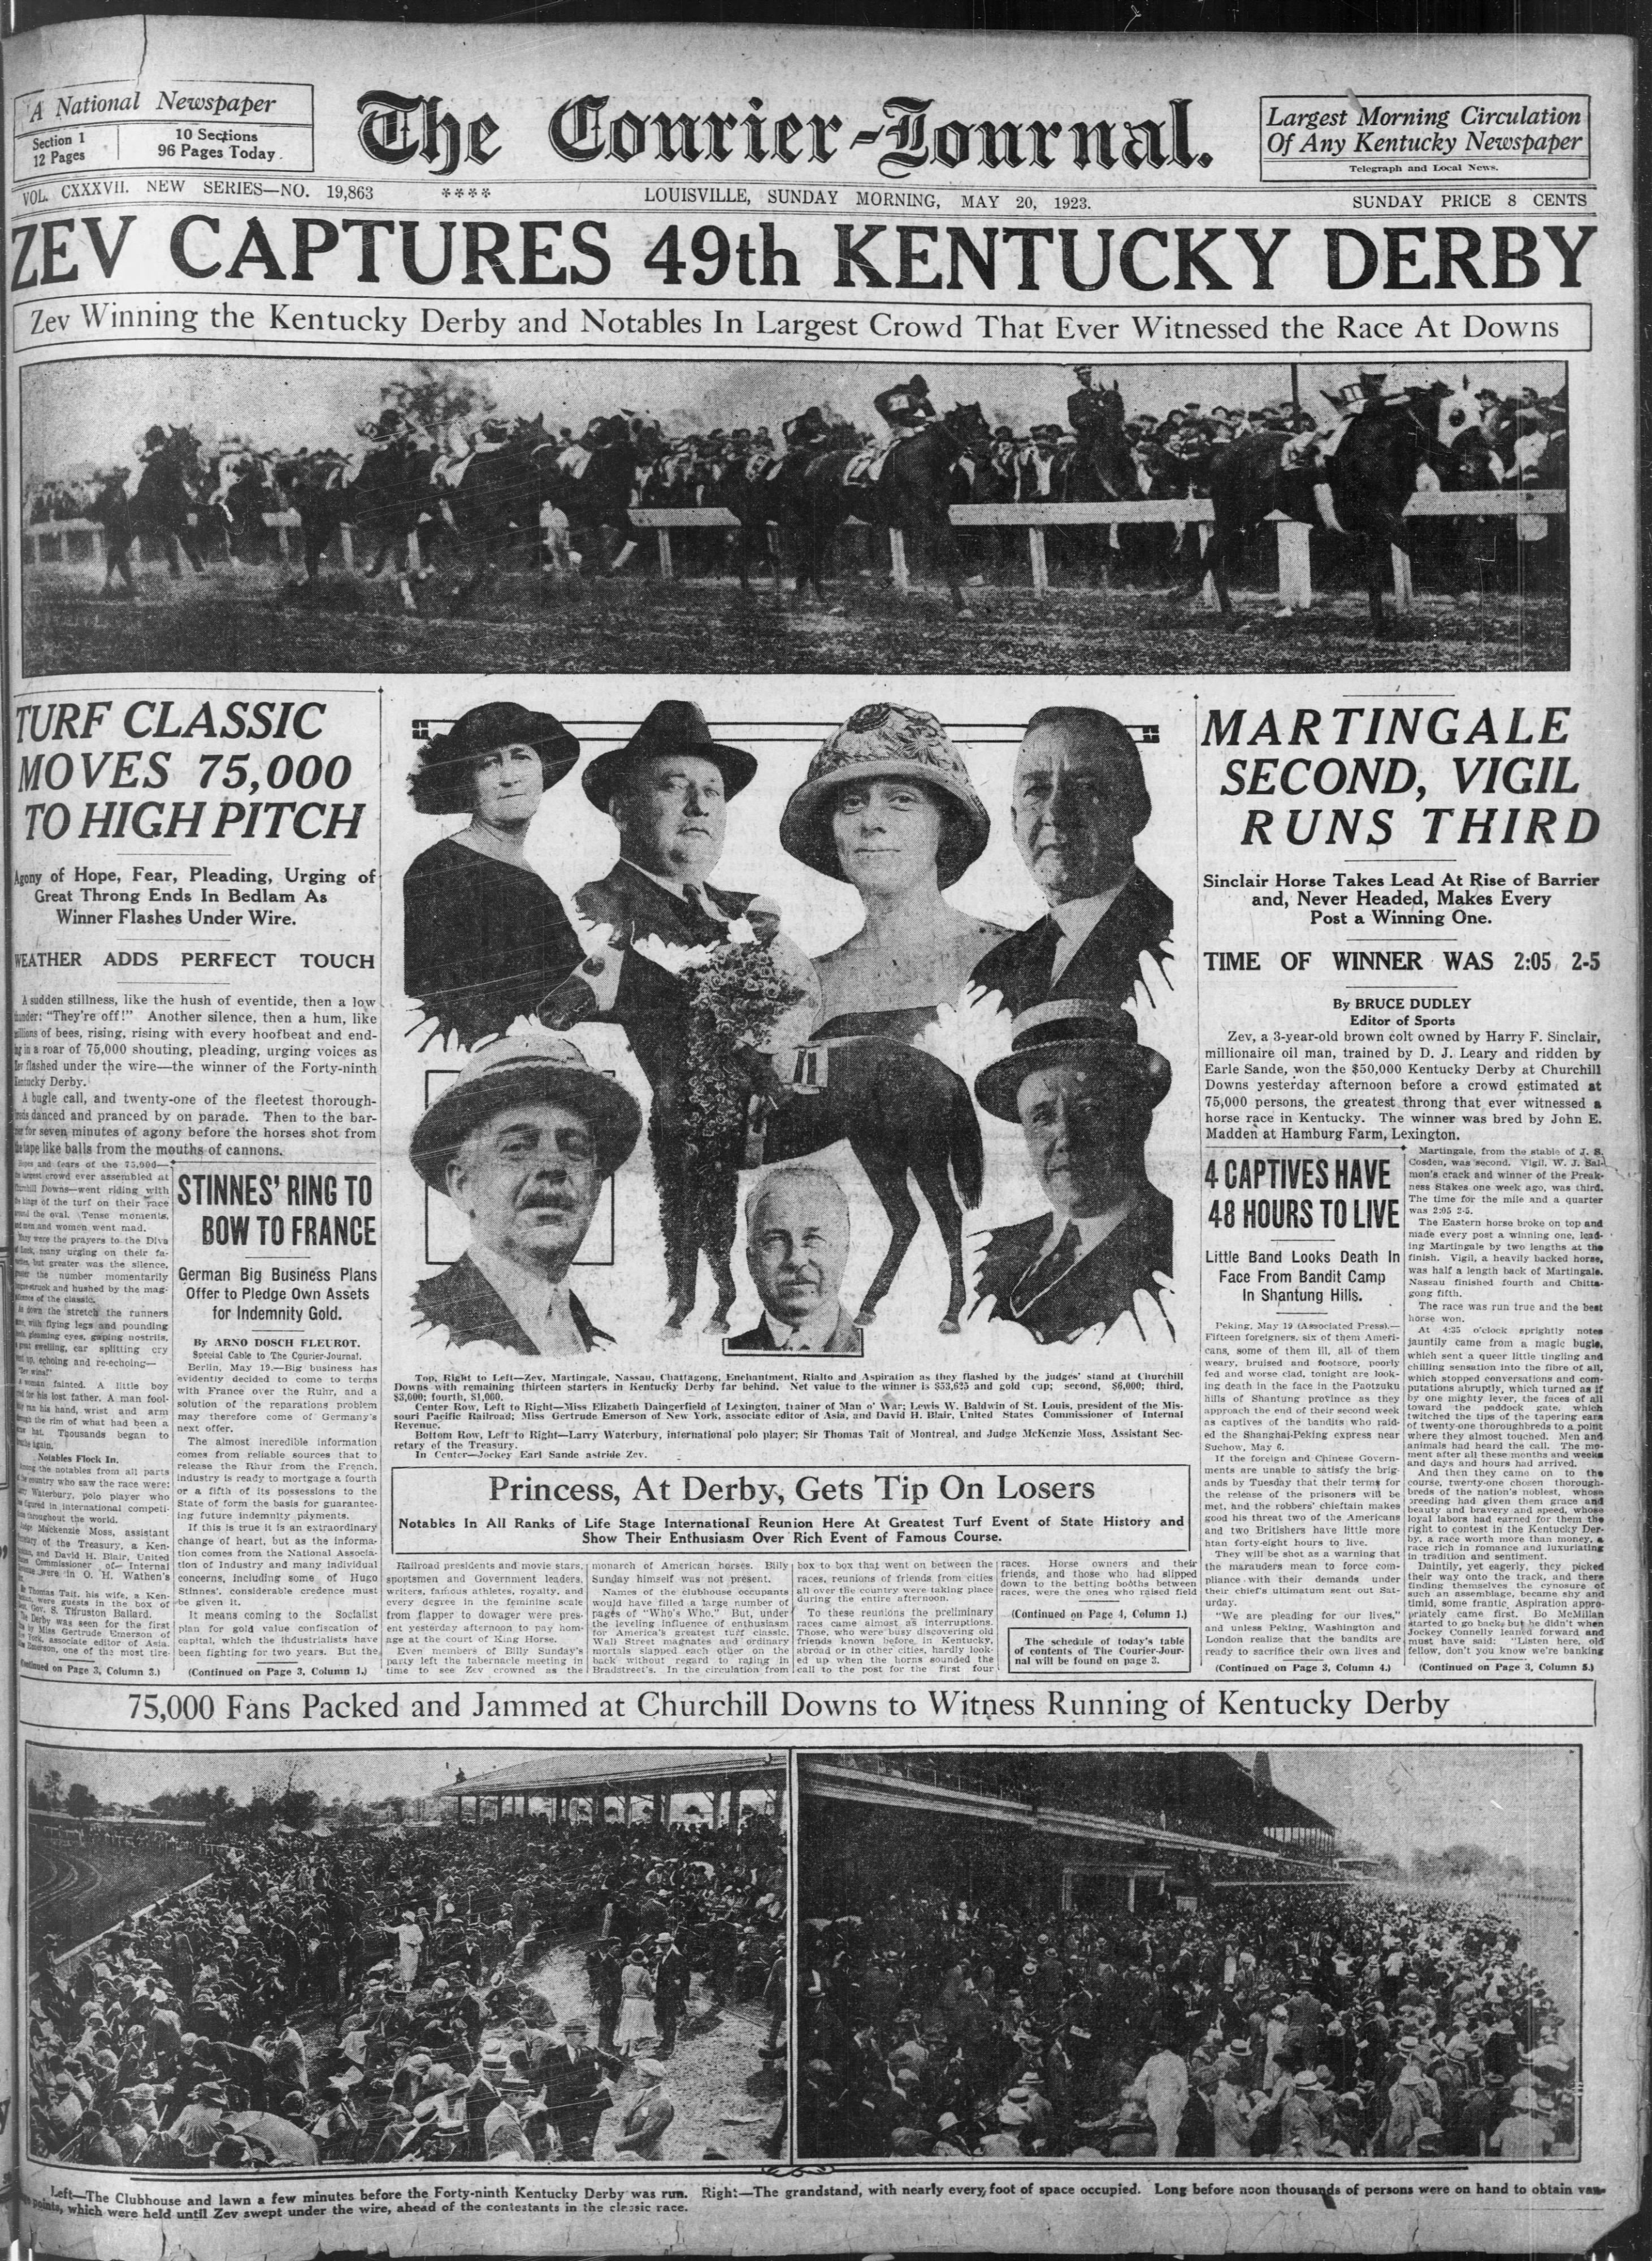 A National Newspaper
Section 1
12 Pages
10 Sections
96 Pages Today
The Courier-Journal.
Largest Morning Circulation
Of Any Kentucky Newspaper
Telegraph and Local News.
VOL. CXXXVII. NEW SERIES—NO. 19,863
****
LOUISVILLE, SUNDAY MORNING, MAY 20, 1923.
SUNDAY PRICE 8 CENTS
ZEV CAPTURES 49th KENTUCKY DERBY
Zev Winning the Kentucky Derby and Notables In Largest Crowd That Ever Witnessed the Race At Downs
TURF CLASSIC
MOVES 75,000
TO HIGH PITCH
Agony of Hope, Fear, Pleading, Urging of
Great Throng Ends In Bedlam As
Winner Flashes Under Wire.
WEATHER ADDS PERFECT TOUCH
A sudden stillness, like the hush of eventide, then a low
thunder: "They're off!" Another silence, then a hum, like
millions of bees, rising, rising with every hoofbeat and end-
ing in a roar of 75,000 shouting, pleading, urging voices as
Zev flashed under the wire—the winner of the Forty-ninth
Kentucky Derby.
A bugle call, and twenty-one of the fleetest thorough-
breds danced and pranced by on parade. Then to the bar-
rier for seven minutes of agony before the horses shot from
the tape like balls from the mouths of cannons.
Hopes and fears of the 75,000—
the largest crowd ever assembled at
Churchill Downs—went riding with
the kings of the turf on their race
around the oval. Tense moments,
and men and women went mad.
They were the prayers to the Diva
of Luck, many urging on their fa-
vorites, but greater was the silence,
the number momentarily
and hushed by the mag-
of the classic.
down the stretch the runners
with flying legs and pounding
gleaming eyes, gaping nostrils,
swelling, ear splitting cry
up, echoing and re-echoing—
"Zev wins!"
A woman fainted. A little boy
for his lost father. A man fool-
ran his hand, wrist and arm
through the rim of what had been a
hat. Thousands began to
again.
Notables Flock In.
Among the notables from all parts
of the country who saw the race were:
Larry Waterbury, polo player who
figured in international competi-
tions throughout the world.
Judge Mackenzie Moss, assistant
secretary of the Treasury, a Ken-
tuckian, and David H. Blair, United
States Commissioner of Internal
Revenue, were in O. H. Wathen's
Sir Thomas Tait, his wife, a Ken-
tuckian, were guests in the box of
Gov. S. Thruston Ballard.
The Derby was seen for the first
time by Miss Gertrude Emerson of
New York, associate editor of Asia.
Miss Emerson, one of the most tire-
(Continued on Page 3, Column 3.)
STINNES' RING TO
BOW TO FRANCE
German Big Business Plans
Offer to Pledge Own Assets
for Indemnity Gold.
By ARNO DOSCH FLEUROT.
Special Cable to The Courier-Journal.
Berlin, May 19.—Big business has
evidently decided to come to terms
with France over the Ruhr, and a
solution of the reparations problem
may therefore come of Germany's
next offer.
The almost incredible information
comes from reliable sources that to
release the Rhur from the French,
industry is ready to mortgage a fourth
or a fifth of its possessions to the
State of form the basis for guarantee-
ing future indemnity payments.
If this is true it is an extraordinary
change of heart, but as the informa-
tion comes from the National Associa-
tion of Industry and many individual
concerns, including some of Hugo
Stinnes', considerable credence must
be given it.
It means coming to the Socialist
plan for gold value confiscation of
capital, which the industrialists have
been fighting for two years. But the
(Continued on Page 3, Column 1.)
Top, Right to Left—Zev, Martingale, Nassau, Chattagong, Enchantment, Rialto and Aspiration as they flashed by the judges' stand at Churchill
Downs with remaining thirteen starters in Kentucky Derby far behind. Net value to the winner is $53,625 and gold cup; second, $6,000; third,
$3,000; fourth, $1,000.
Center Row, Left to Right—Miss Elizabeth Daingerfield of Lexington, trainer of Man o' War; Lewis W. Baldwin of St. Louis, president of the Mis-
souri Pacific Railroad; Miss Gertrude Emerson of New York, associate editor of Asia, and David H. Blair, United States Commissioner of Internal
Revenue.
Bottom Row, Left to Right—Larry Waterbury, international polo player; Sir Thomas Tait of Montreal, and Judge McKenzie Moss, Assistant Sec-
retary of the Treasury.
In Center—Jockey Earl Sande astride Zev.
Princess, At Derby, Gets Tip On Losers
Notables In All Ranks of Life Stage International Reunion Here At Greatest Turf Event of State History and
Show Their Enthusiasm Over Rich Event of Famous Course.
Railroad presidents and movie stars,
sportsmen and Government leaders,
writers, famous athletes, royalty, and
every degree in the feminine scale
from flapper to dowager were pres-
ent yesterday afternoon to pay hom-
age at the court of King Horse.
Even members of Billy Sunday's
party left the tabernacle meeting in
time to see Zev crowned as the
monarch of American horses. Billy
Sunday himself was not present.
Names of the clubhouse occupants
would have filled a large number of
pages of "Who's Who." But, under
the leveling influence of enthusiasm
for America's greatest turf classic,
Wall Street magnates and ordinary
mortals slapped each other on the
back without regard to rating in
Bradstreet's. In the circulation from
box to box that went on between the
races, reunions of friends from cities
all over the country were taking place
during the entire afternoon.
To these reunions the preliminary
races came almost as interruptions.
Those, who were busy discovering old
friends known before in Kentucky,
abroad or in other cities, hardly look-
ed up when the horns sounded the
call to the post for the first four
races. Horse owners and their
friends, and those who had slipped
down to the betting booths between
races, were the ones who raised field
(Continued on Page 4, Column 1.)
The schedule of today's table
of contents of The Courier-Jour-
nal will be found on page 3.
MARTINGALE
SECOND, VIGIL
RUNS THIRD
Sinclair Horse Takes Lead At Rise of Barrier
and, Never Headed, Makes Every
Post a Winning One.
TIME OF WINNER WAS 2:05 2-5
By BRUCE DUDLEY
Editor of Sports
Zev, a 3-year-old brown colt owned by Harry F. Sinclair,
millionaire oil man, trained by D. J. Leary and ridden by
Earle Sande, won the $50,000 Kentucky Derby at Churchill
Downs yesterday afternoon before a crowd estimated at
75,000 persons, the greatest throng that ever witnessed a
horse race in Kentucky. The winner was bred by John E.
Madden at Hamburg Farm, Lexington.
4 CAPTIVES HAVE
48 HOURS TO LIVE
Little Band Looks Death In
Face From Bandit Camp
In Shantung Hills.
Peking, May 19 (Associated Press).—
Fifteen foreigners, six of them Ameri-
cans, some of them ill, all of them
weary, bruised and footsore, poorly
fed and worse clad, tonight are look-
ing death in the face in the Paotzuku
hills of Shantung province as they
approach the end of their second week
as captives of the bandits who raid-
ed the Shanghai-Peking express near
Suchow, May 6.
If the foreign and Chinese Govern-
ments are unable to satisfy the brig-
ands by Tuesday that their terms for
the release of the prisoners will be
met, and the robbers' chieftain makes
good his threat two of the Americans
and two Britishers have little more
htan forty-eight hours to live.
They will be shot as a warning that
the marauders mean to force com-
pliance with their demands under
their chief's ultimatum sent out Sat-
urday.
"We are pleading for our lives,"
and unless Peking, Washington and
London realize that the bandits are
ready to sacrifice their own lives and
(Continued on Page 3, Column 4.)
Martingale, from the stable of J. S.
Cosden, was second. Vigil, W. J. Sal-
mon's crack and winner of the Preak-
ness Stakes one week ago, was third.
The time for the mile and a quarter
was 2:05 2-5.
The Eastern horse broke on top and
made every post a winning one, lead-
ing Martingale by two lengths at the
finish. Vigil, a heavily backed horse,
was half a length back of Martingale.
Nassau finished fourth and Chitta-
gong fifth.
The race was run true and the best
horse won.
At 4:35 o'clock sprightly notes
jauntily came from a magic bugle,
which sent a queer little tingling and
chilling sensation into the fibre of all,
which stopped conversations and com-
putations abruptly, which turned as if
by one mighty lever, the faces of all
toward the paddock gate, which
twitched the tips of the tapering ears
of twenty-one thoroughbreds to a point
where they almost touched. Men and
animals had heard the call. The mo-
ment after all these months and weeks
and days and hours had arrived.
And then they came on to the
course, twenty-one chosen thorough-
breds of the nation's noblest, whose
breeding had given them grace and
beauty and bravery and speed, whose
loyal labors had earned for them the
right to contest in the Kentucky Der-
by, a race worth more than money, a
race rich in romance and luxuriating
in tradition and sentiment.
Daintily, yet eagerly, they picked
their way onto the track, and there
finding themselves the cynosure of
such an assemblage, became shy and
timid, some frantic. Aspiration appro-
priately came first. Bo McMillan
started to go back, but he didn't when
Jockey Connelly leaned forward and
must have said: "Listen here, old
fellow, don't you know we're banking
(Continued on Page 3, Column 5.)
75,000 Fans Packed and Jammed at Churchill Downs to Witness Running of Kentucky Derby
Left—The Clubhouse and lawn a few minutes before the Forty-ninth Kentucky Derby was run. Right—The grandstand, with nearly every foot of space occupied. Long before noon thousands of persons were on hand to obtain van-
points, which were held until Zev swept under the wire, ahead of the contestants in the classic race.